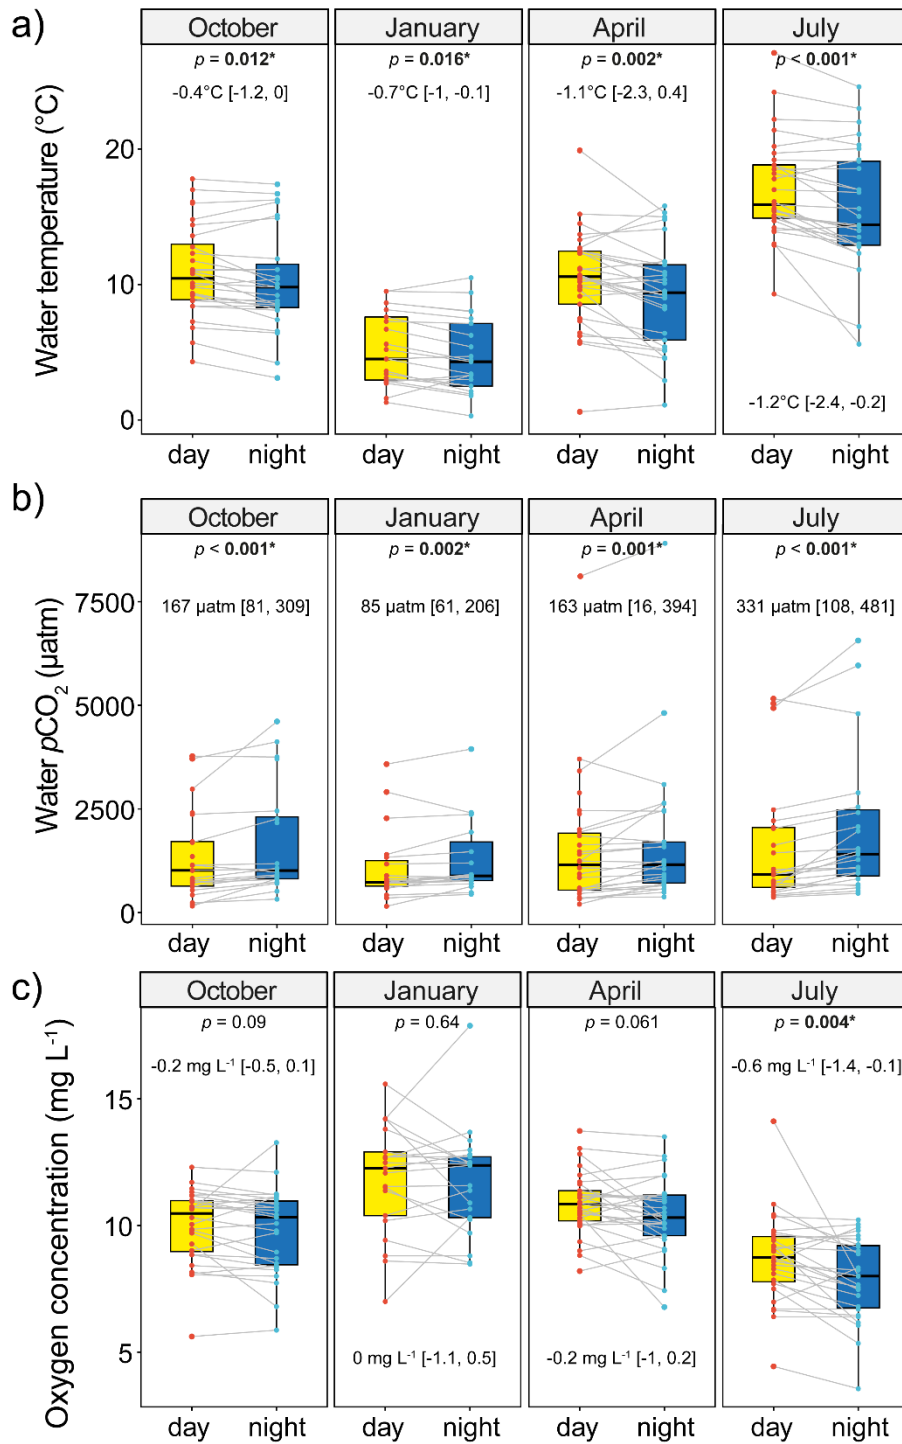 a)
October January April July
p = 0.012* p = 0.016* p = 0.002* p < 0.001*
-0.4°C [-1.2, 0] -0.7°C [-1, -0.1] -1.1°C [-2.3, 0.4]
Water temperature (°C)
20
10
0
-1.2°C [-2.4, -0.2]
day night day night day night day night
b)
October January April July
p < 0.001* p = 0.002* p = 0.001* p < 0.001*
167 µatm [81, 309] 85 µatm [61, 206] 163 µatm [16, 394] 331 µatm [108, 481]
Water pCO₂ (µatm)
7500
5000
2500
0
day night day night day night day night
c)
October January April July
p = 0.09 p = 0.64 p = 0.061 p = 0.004*
-0.2 mg L⁻¹ [-0.5, 0.1] -0.6 mg L⁻¹ [-1.4, -0.1]
Oxygen concentration (mg L⁻¹)
15
10
5
0 mg L⁻¹ [-1.1, 0.5] -0.2 mg L⁻¹ [-1, 0.2]
day night day night day night day night